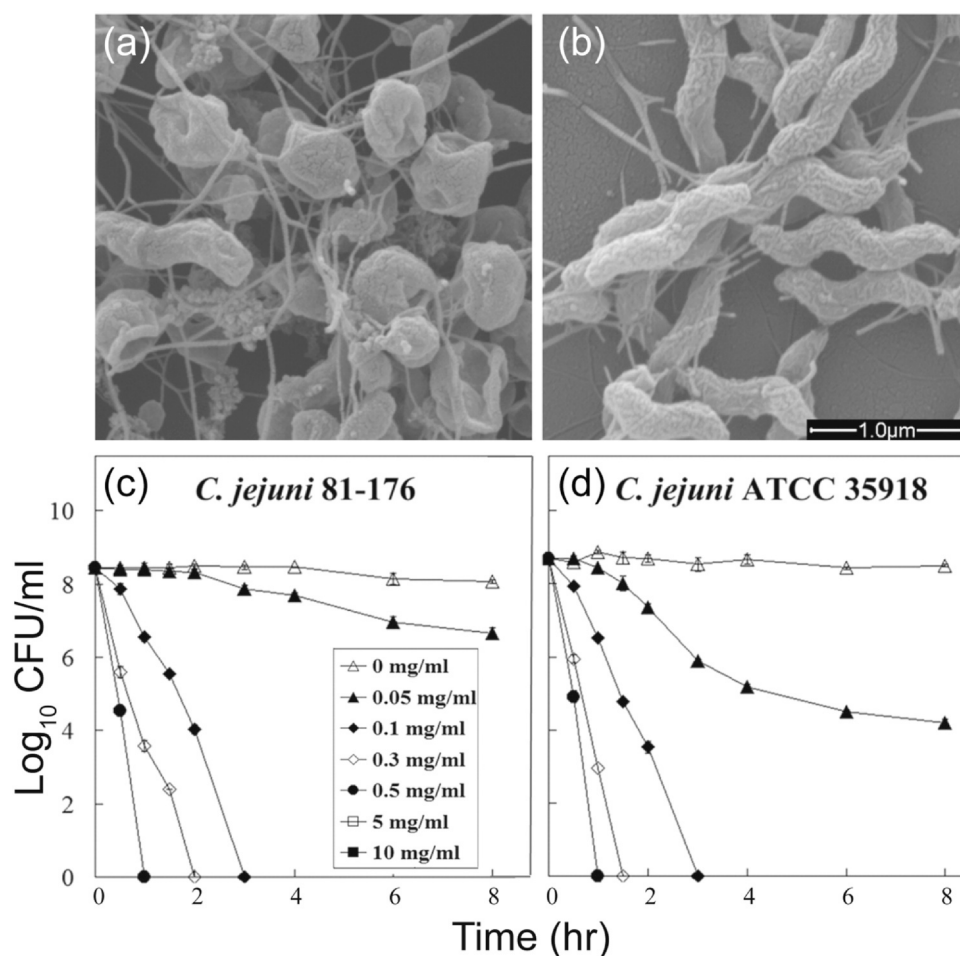 (a)
(b)
1.0µm
(c) C. jejuni 81-176
(d) C. jejuni ATCC 35918
10
8
6
4
2
0
Log10 CFU/ml
0 mg/ml
0.05 mg/ml
0.1 mg/ml
0.3 mg/ml
0.5 mg/ml
5 mg/ml
10 mg/ml
0 2 4 6 8
0 2 4 6 8
Time (hr)